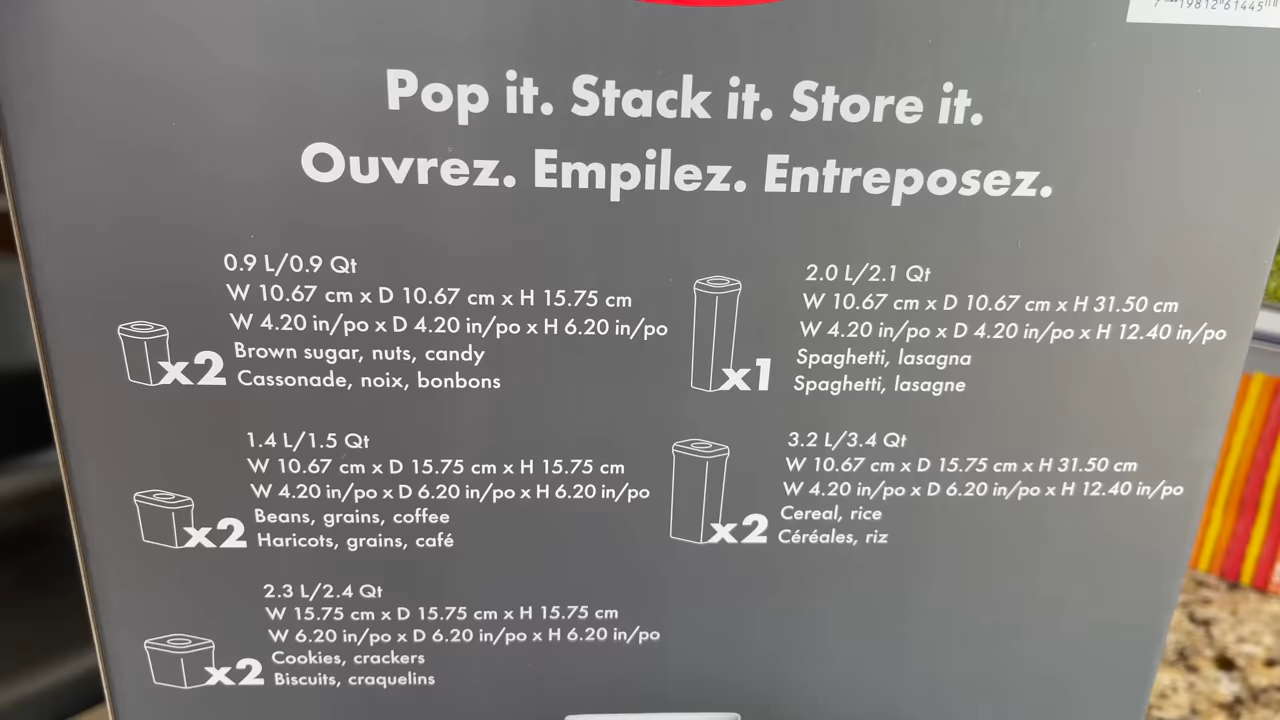 19812 61445
Pop it. Stack it. Store it.
Ouvrez. Empilez. Entreposez.
0.9 L/0.9 Qt
W 10.67 cm x D 10.67 cm x H 15.75 cm
W 4.20 in/po x D 4.20 in/po x H 6.20 in/po
Brown sugar, nuts, candy
Cassonade, noix, bonbons
x2
2.0 L/2.1 Qt
W 10.67 cm x D 10.67 cm x H 31.50 cm
W 4.20 in/po x D 4.20 in/po x H 12.40 in/po
Spaghetti, lasagna
Spaghetti, lasagne
x1
1.4 L/1.5 Qt
W 10.67 cm x D 15.75 cm x H 15.75 cm
W 4.20 in/po x D 6.20 in/po x H 6.20 in/po
Beans, grains, coffee
Haricots, grains, café
x2
3.2 L/3.4 Qt
W 10.67 cm x D 15.75 cm x H 31.50 cm
W 4.20 in/po x D 6.20 in/po x H 12.40 in/po
Cereal, rice
Céréales, riz
x2
2.3 L/2.4 Qt
W 15.75 cm x D 15.75 cm x H 15.75 cm
W 6.20 in/po x D 6.20 in/po x H 6.20 in/po
Cookies, crackers
Biscuits, craquelins
x2